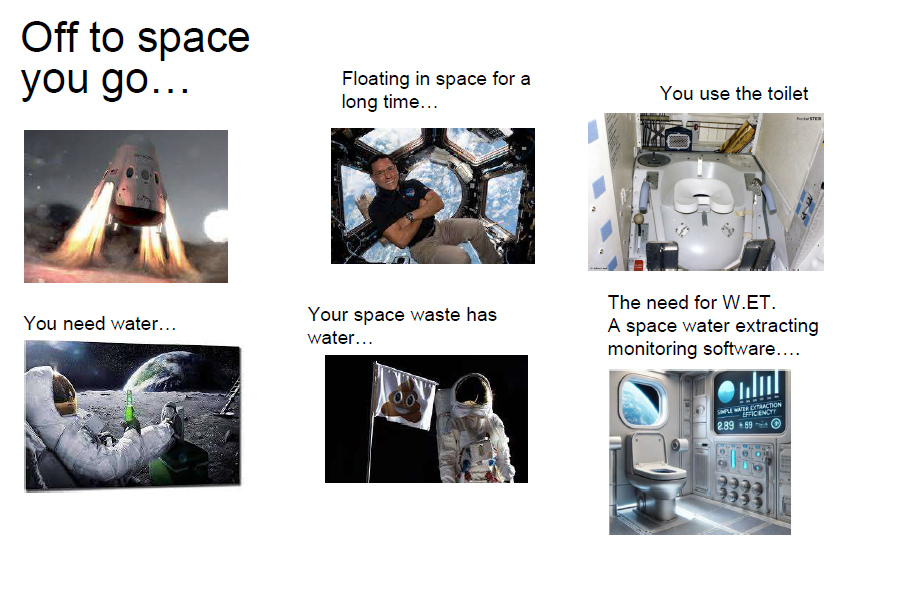 Off to space
you go...
Floating in space for a
long time...
You use the toilet
You need water...
Your space waste has
water...
The need for W.ET.
A space water extracting
monitoring software....
SIMPLE WATER EXTRACTION
EFFICIENCY?
2.89